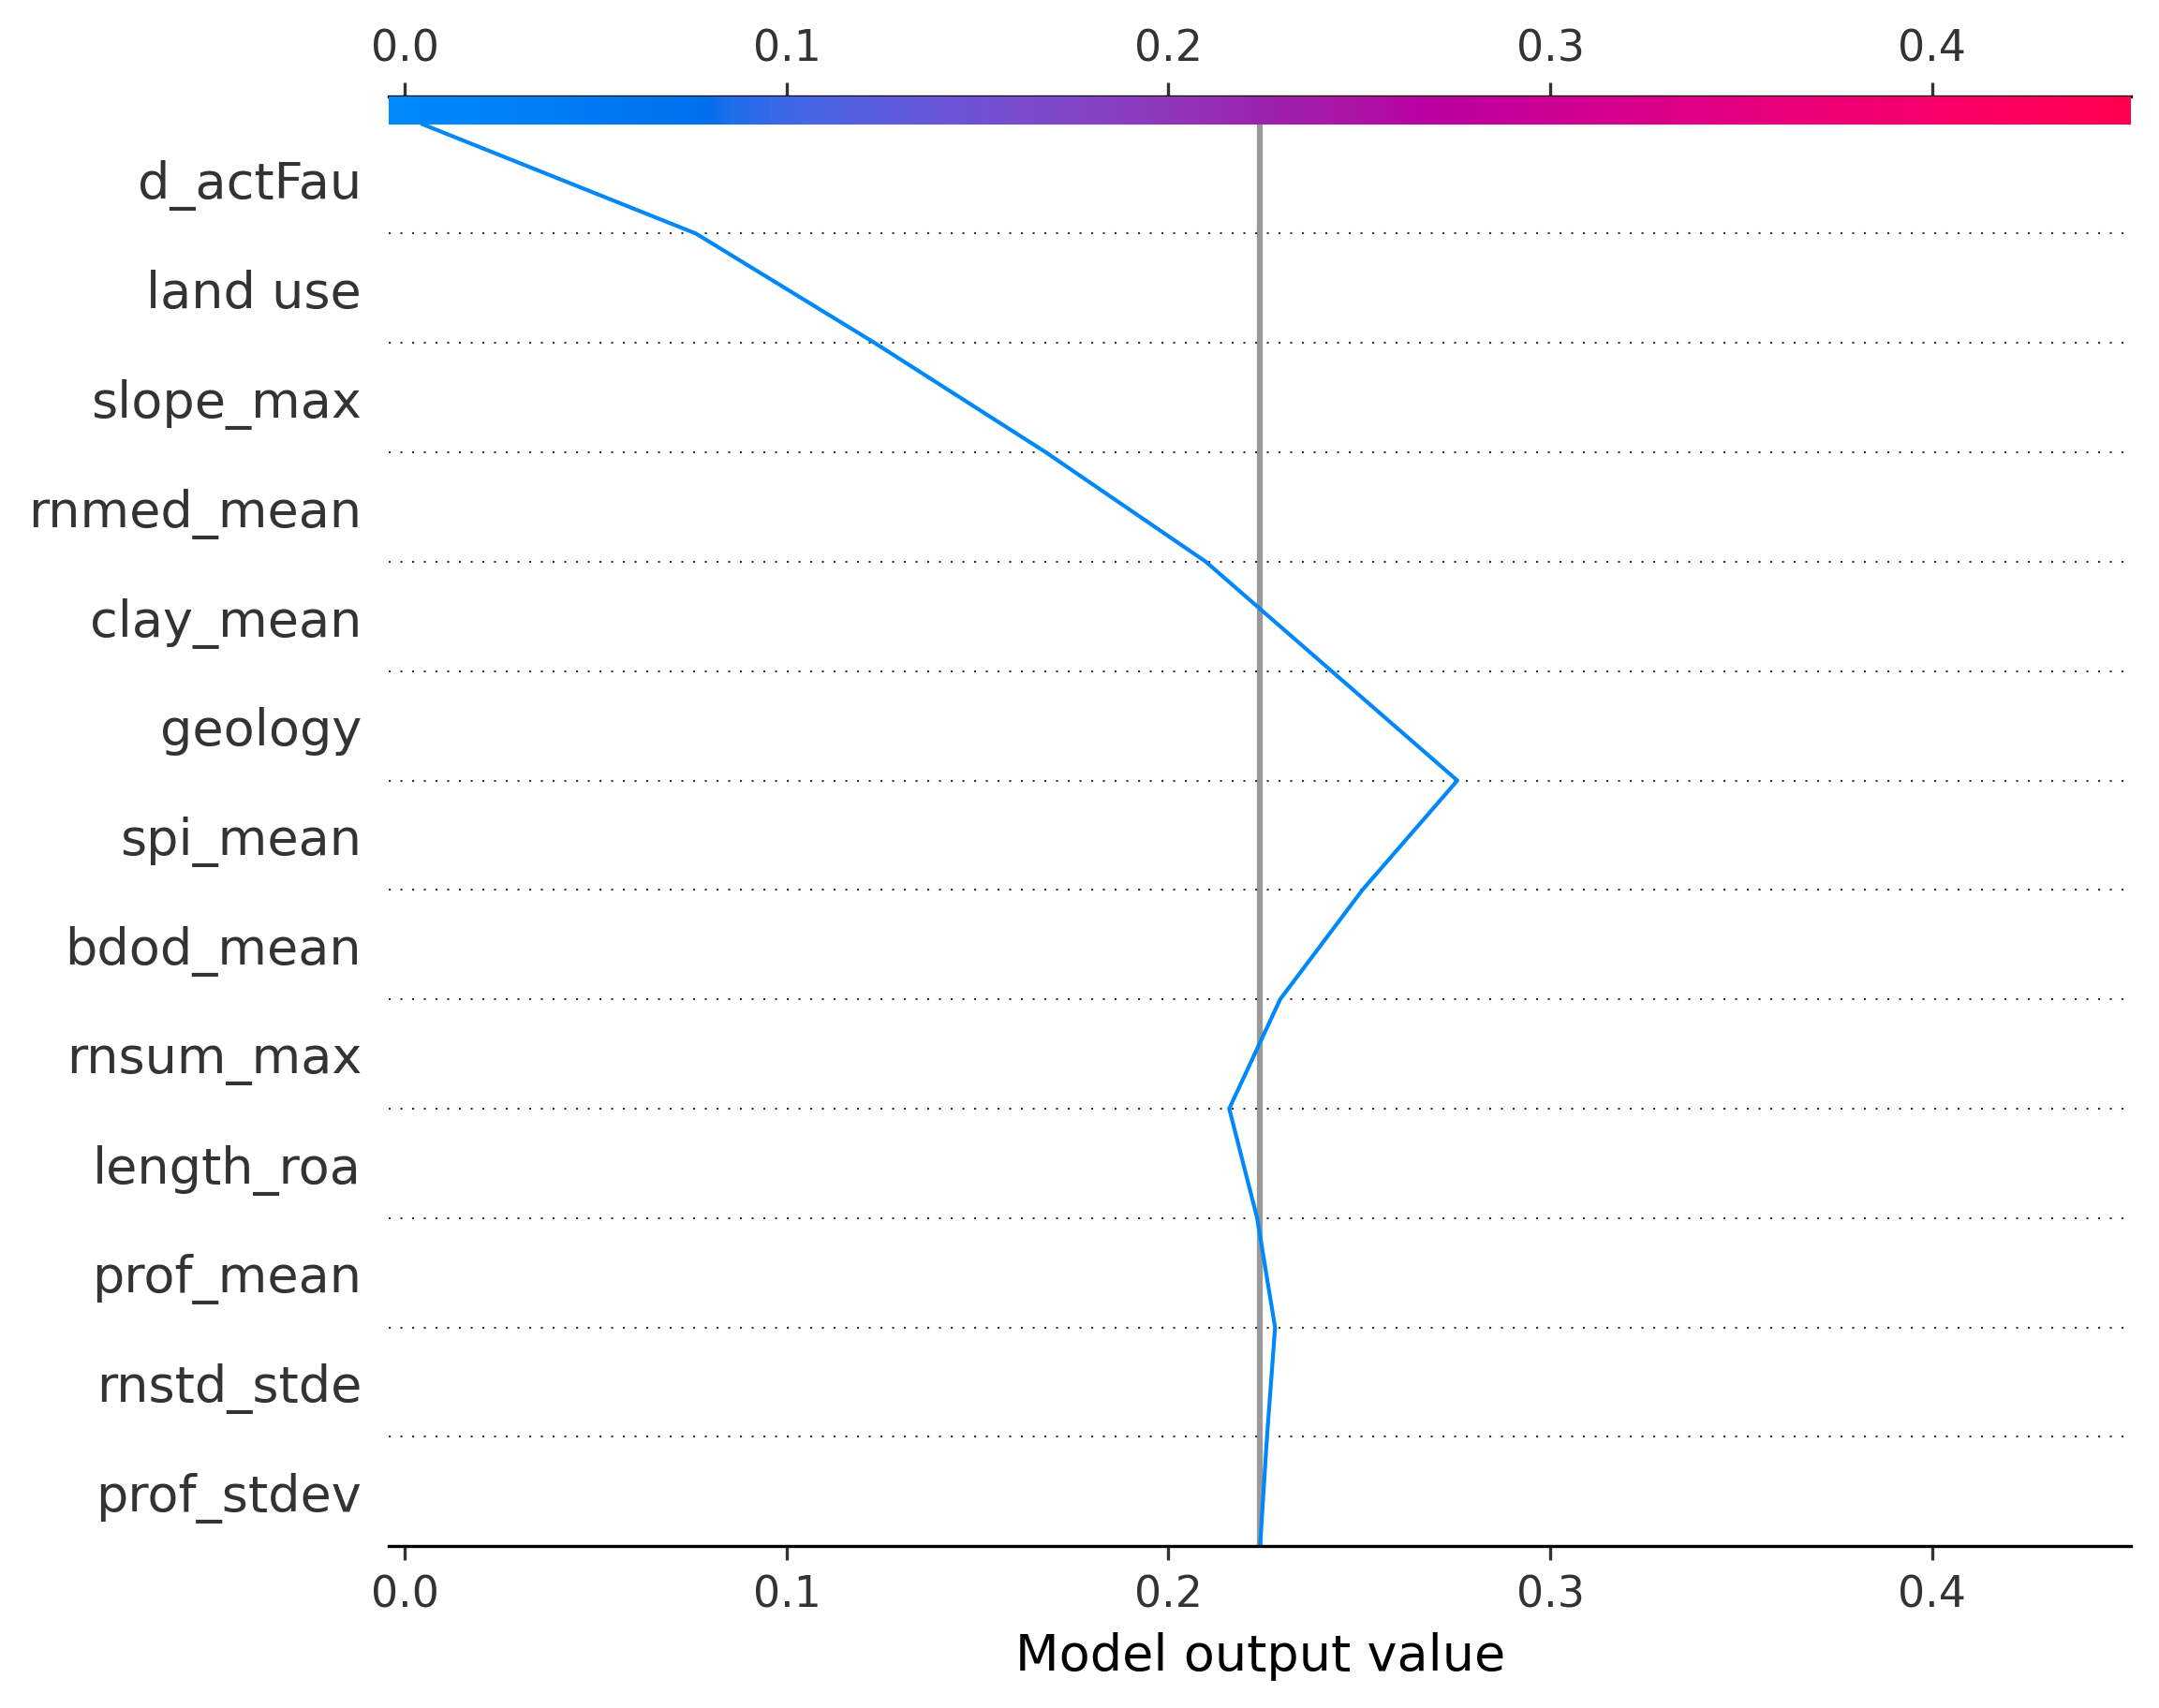 0.0 0.1 0.2 0.3 0.4
d_actFau
land use
slope_max
rnmed_mean
clay_mean
geology
spi_mean
bdod_mean
rnsum_max
length_roa
prof_mean
rnstd_stde
prof_stdev
0.0 0.1 0.2 0.3 0.4
Model output value